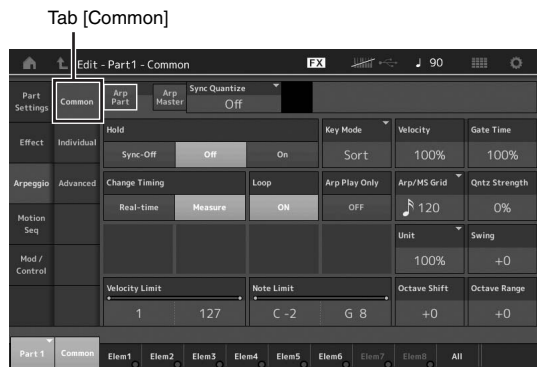 Tab [Common]
Edit - Part1 - Common
FX
♩ 90
Part Settings
Common
Arp Part
Arp Master
Sync Quantize
Off
Effect
Individual
Hold
Sync-Off
Off
On
Key Mode
Sort
Velocity
100%
Gate Time
100%
Arpeggio
Advanced
Change Timing
Real-time
Measure
Loop
ON
Arp Play Only
OFF
Arp/MS Grid
120
Qntz Strength
0%
Motion Seq
Unit
100%
Swing
+0
Mod / Control
Velocity Limit
1
127
Note Limit
C -2
G 8
Octave Shift
+0
Octave Range
+0
Part 1
Common
Elem1
Elem2
Elem3
Elem4
Elem5
Elem6
Elem7
Elem8
All